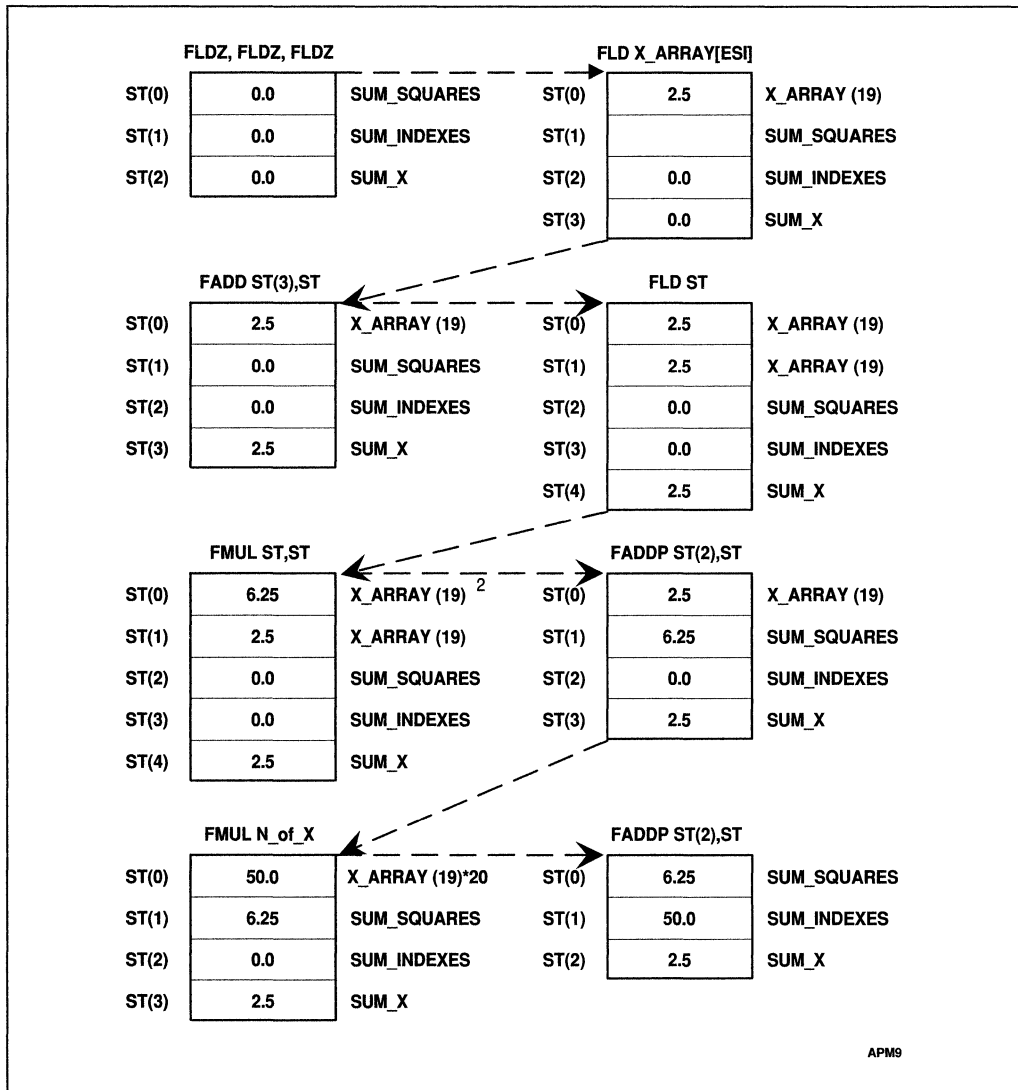 FLDZ, FLDZ, FLDZ
ST(0) 0.0 SUM_SQUARES
ST(1) 0.0 SUM_INDEXES
ST(2) 0.0 SUM_X
FLD X_ARRAY[ESI]
ST(0) 2.5 X_ARRAY (19)
ST(1) SUM_SQUARES
ST(2) 0.0 SUM_INDEXES
ST(3) 0.0 SUM_X
FADD ST(3),ST
ST(0) 2.5 X_ARRAY (19)
ST(1) 0.0 SUM_SQUARES
ST(2) 0.0 SUM_INDEXES
ST(3) 2.5 SUM_X
FLD ST
ST(0) 2.5 X_ARRAY (19)
ST(1) 2.5 X_ARRAY (19)
ST(2) 0.0 SUM_SQUARES
ST(3) 0.0 SUM_INDEXES
ST(4) 2.5 SUM_X
FMUL ST,ST
ST(0) 6.25 X_ARRAY (19) 2
ST(1) 2.5 X_ARRAY (19)
ST(2) 0.0 SUM_SQUARES
ST(3) 0.0 SUM_INDEXES
ST(4) 2.5 SUM_X
FADDP ST(2),ST
ST(0) 2.5 X_ARRAY (19)
ST(1) 6.25 SUM_SQUARES
ST(2) 0.0 SUM_INDEXES
ST(3) 2.5 SUM_X
FMUL N_of_X
ST(0) 50.0 X_ARRAY (19)*20
ST(1) 6.25 SUM_SQUARES
ST(2) 0.0 SUM_INDEXES
ST(3) 2.5 SUM_X
FADDP ST(2),ST
ST(0) 6.25 SUM_SQUARES
ST(1) 50.0 SUM_INDEXES
ST(2) 2.5 SUM_X
APM9